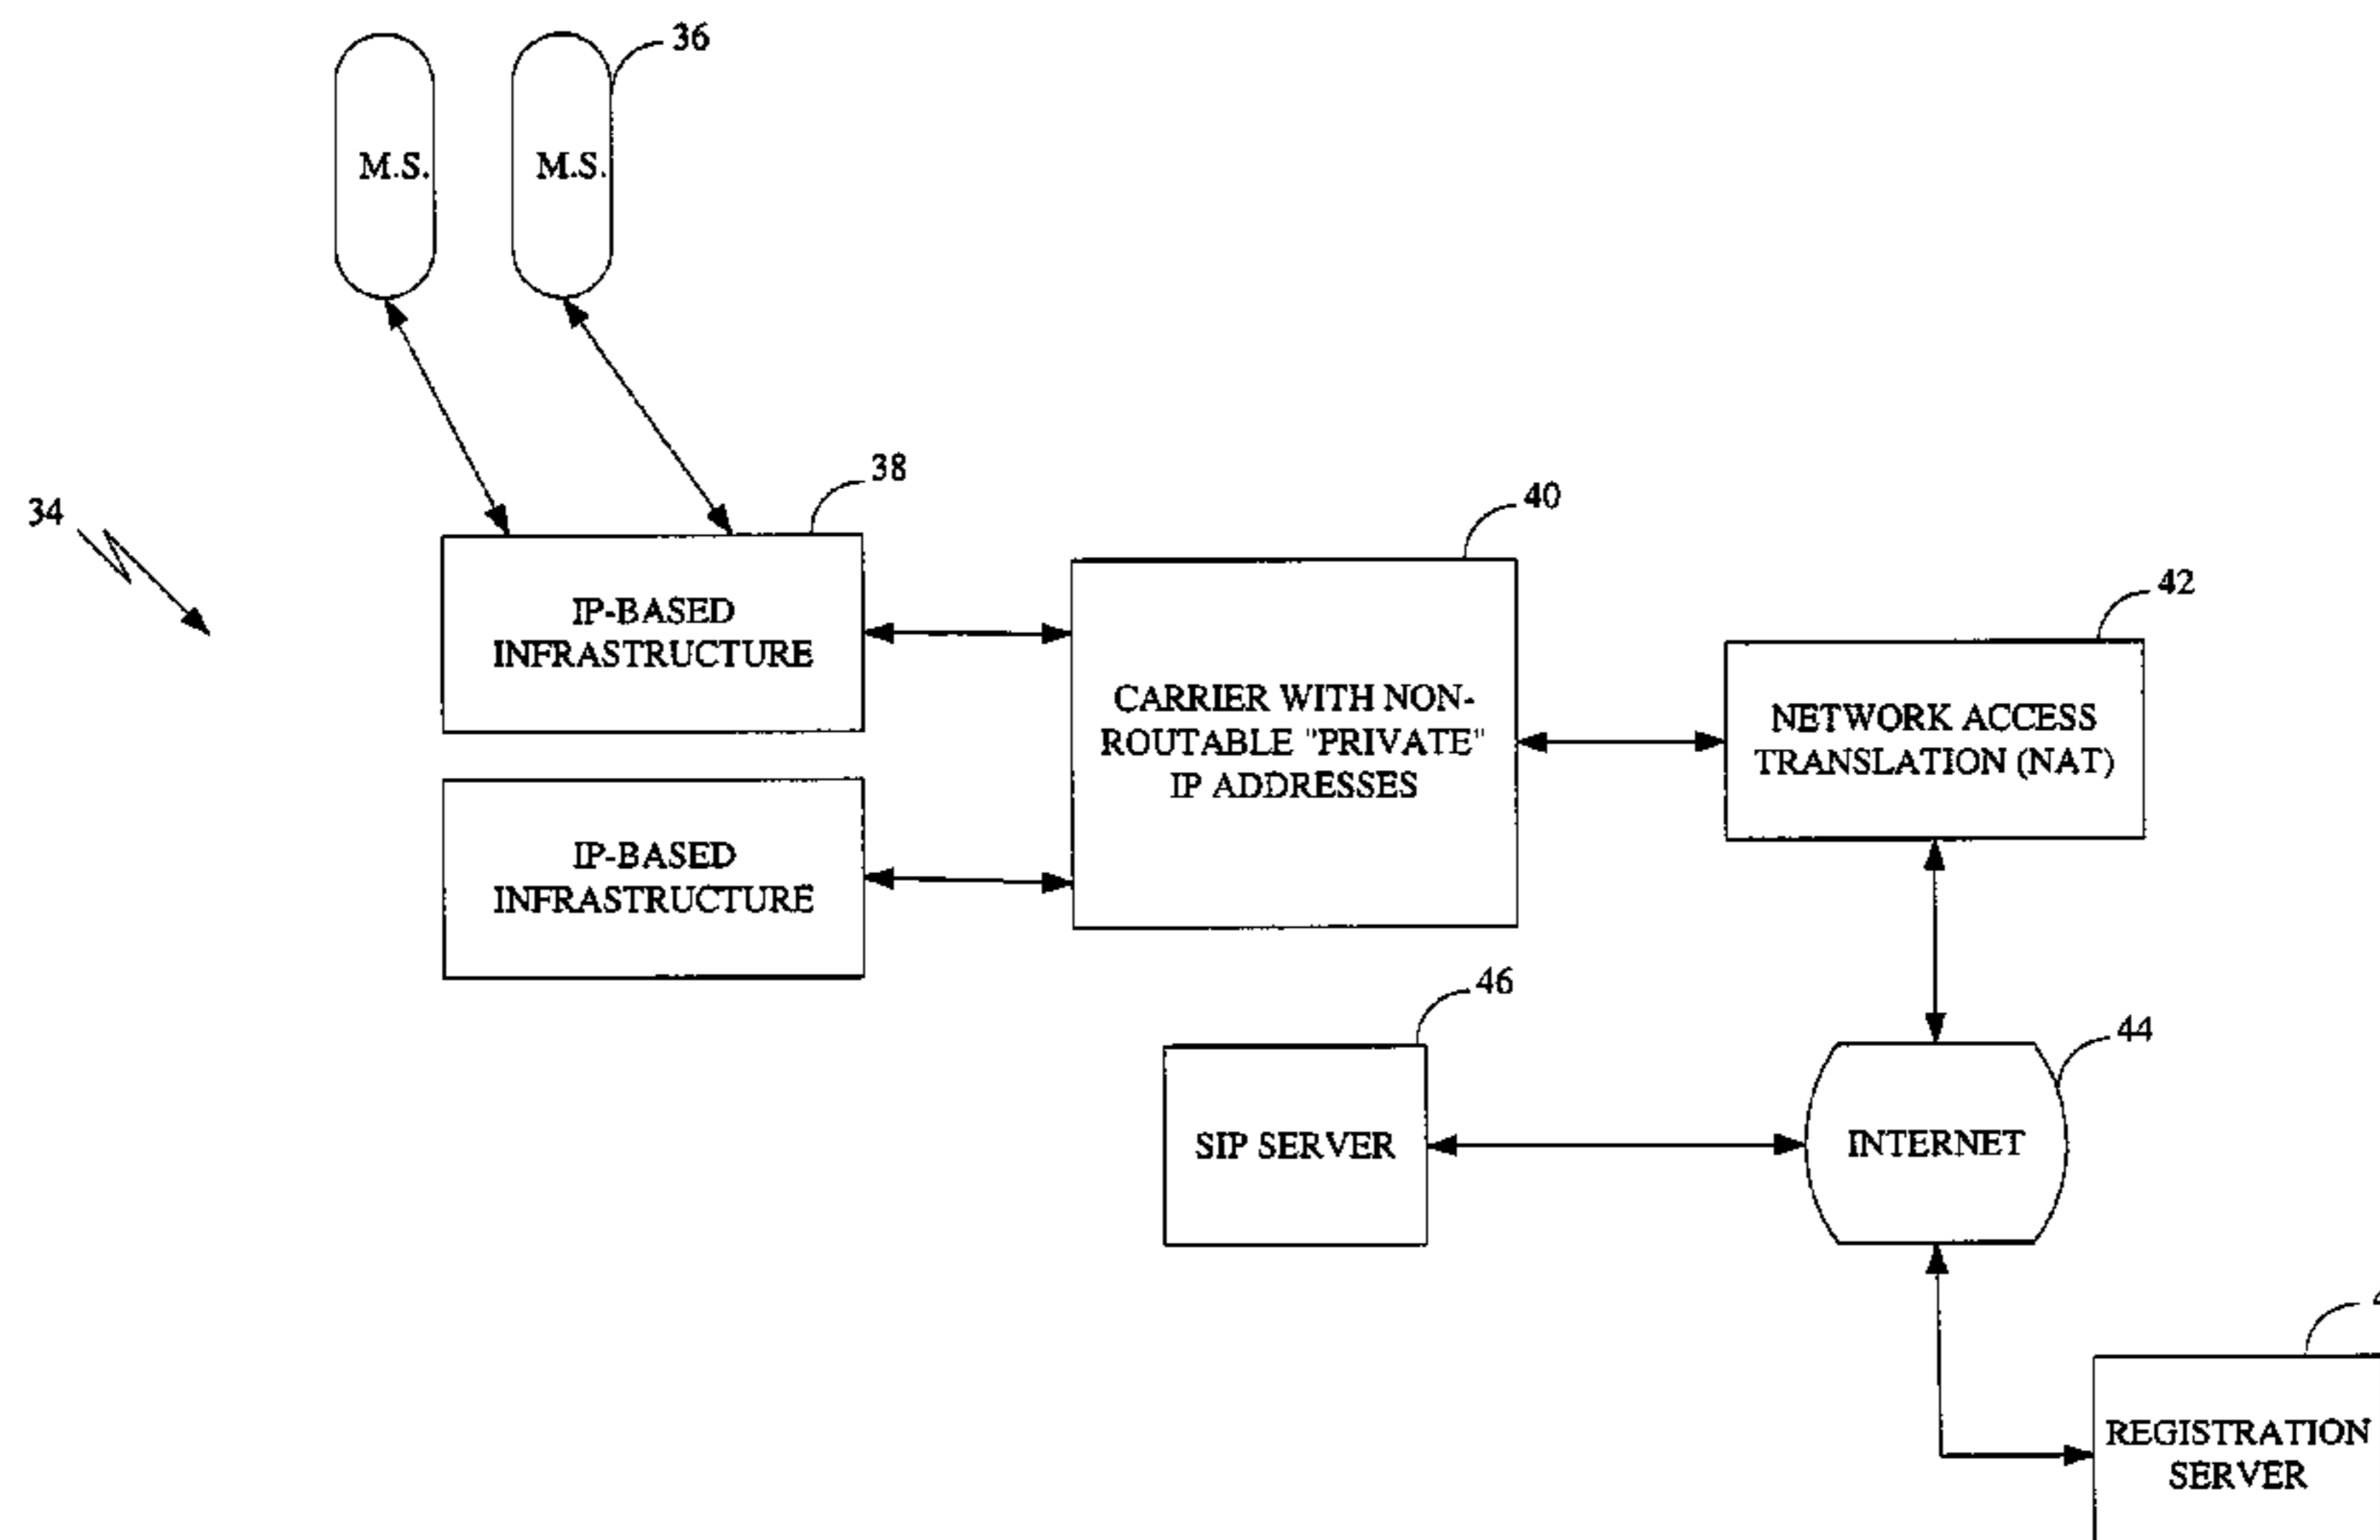 36
M.S.
M.S.
38
34
40
42
IP-BASED
INFRASTRUCTURE
CARRIER WITH NON-
ROUTABLE "PRIVATE"
IP ADDRESSES
NETWORK ACCESS
TRANSLATION (NAT)
IP-BASED
INFRASTRUCTURE
46
44
SIP SERVER
INTERNET
REGISTRATION
SERVER